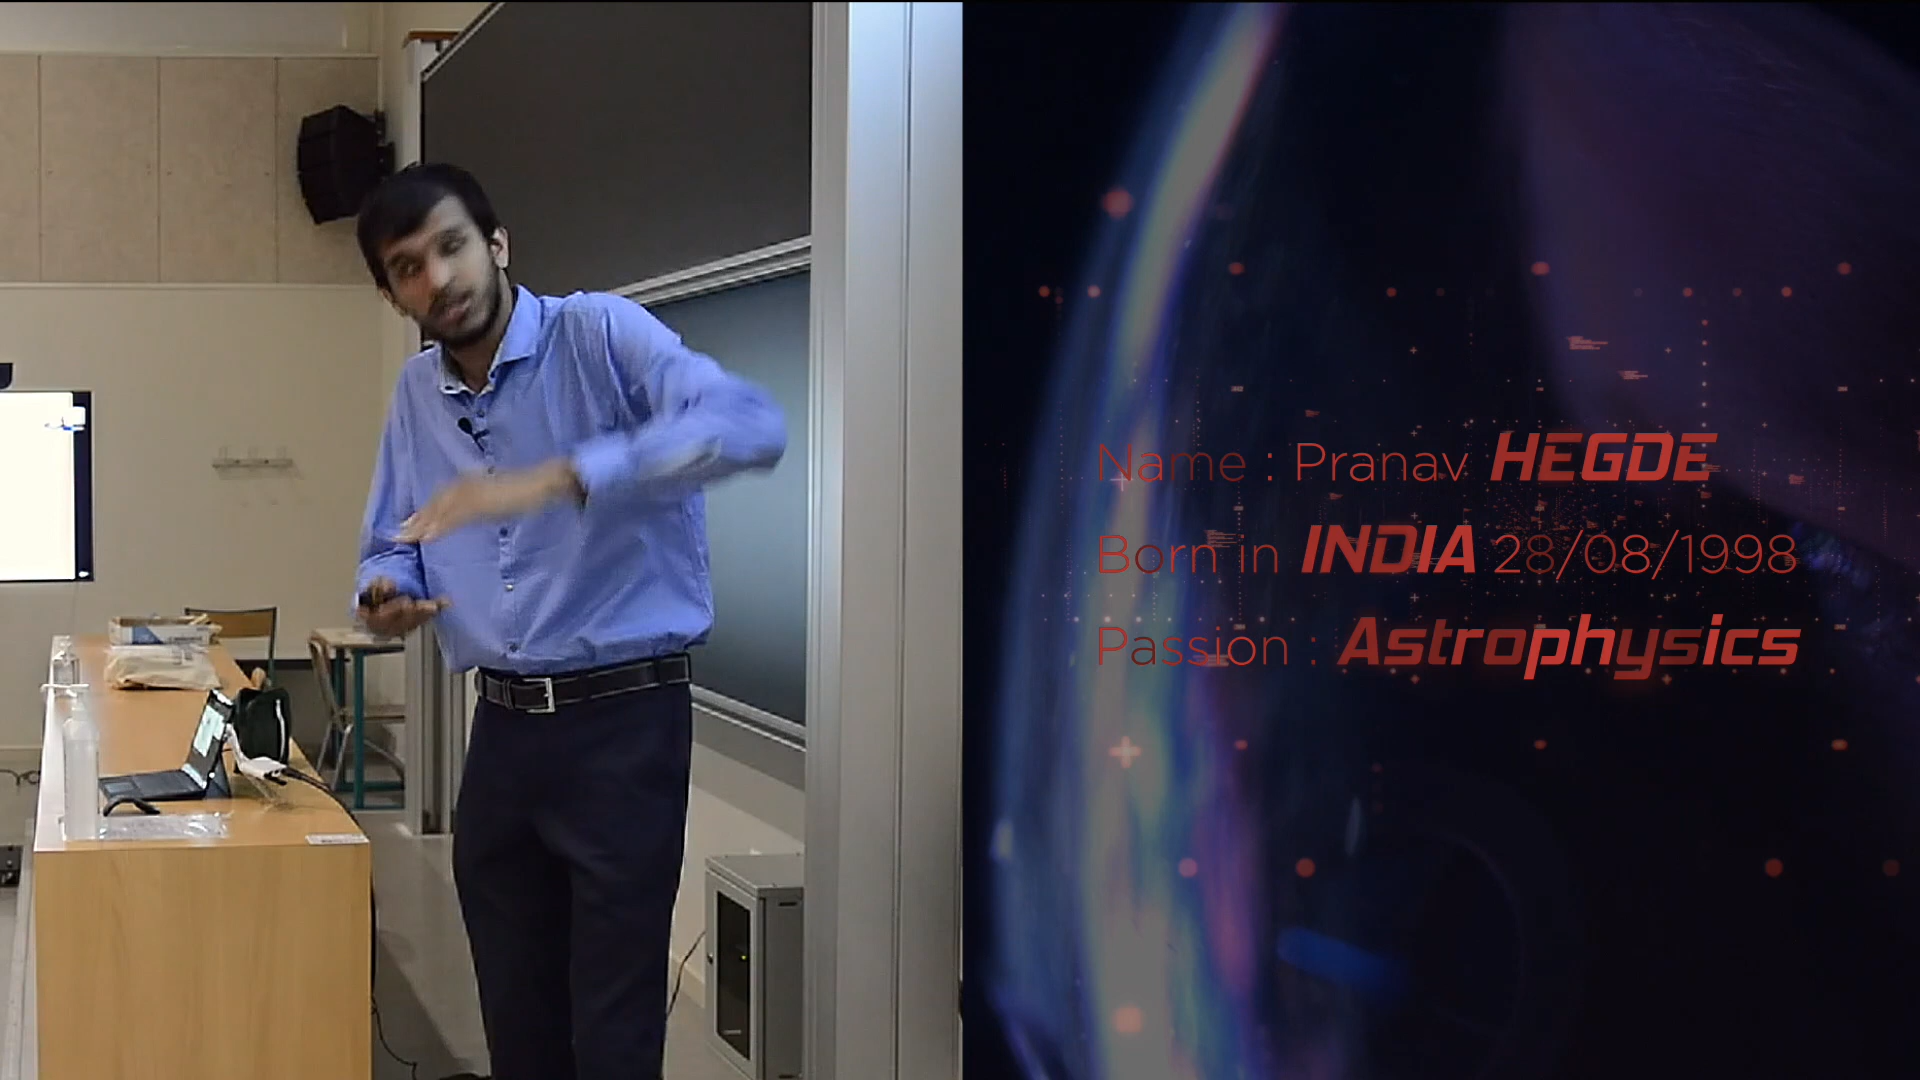 Name : Pranav HEGDE
Born in INDIA 28/08/1998
Passion : Astrophysics